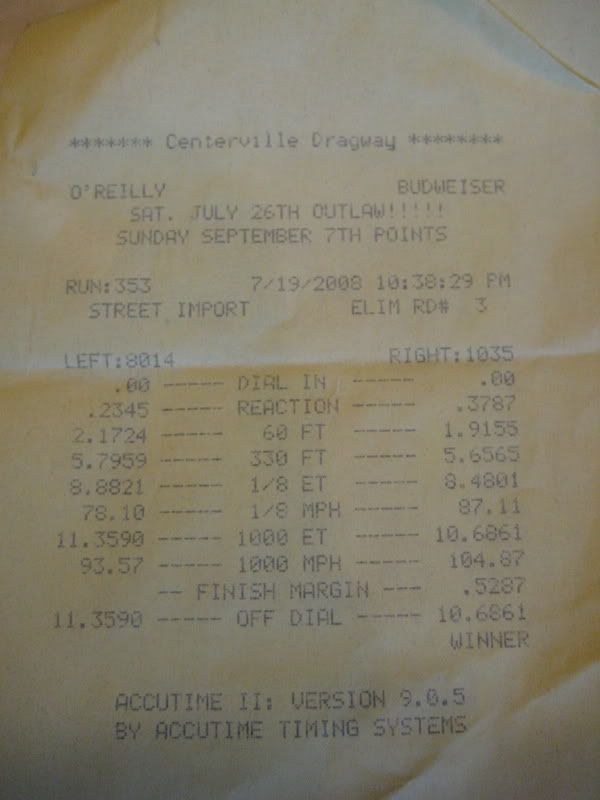 ******* Centerville Dragway ********
O'REILLY BUDWEISER
SAT. JULY 26TH OUTLAW!!!!!
SUNDAY SEPTEMBER 7TH POINTS
RUN:353 7/19/2008 10:38:29 PM
STREET IMPORT ELIM RD# 3
LEFT:8014 RIGHT:1035
.00 ----- DIAL IN ----- .00
.2345 ----- REACTION ----- .3787
2.1724 ----- 60 FT ----- 1.9155
5.7959 ----- 330 FT ----- 5.6565
8.8821 ----- 1/8 ET ----- 8.4801
78.10 ----- 1/8 MPH ----- 87.11
11.3590 ----- 1000 ET ----- 10.6861
93.57 ----- 1000 MPH ----- 104.87
-- FINISH MARGIN --- .5287
11.3590 ----- OFF DIAL ----- 10.6861
WINNER
ACCUTIME II: VERSION 9.0.5
BY ACCUTIME TIMING SYSTEMS